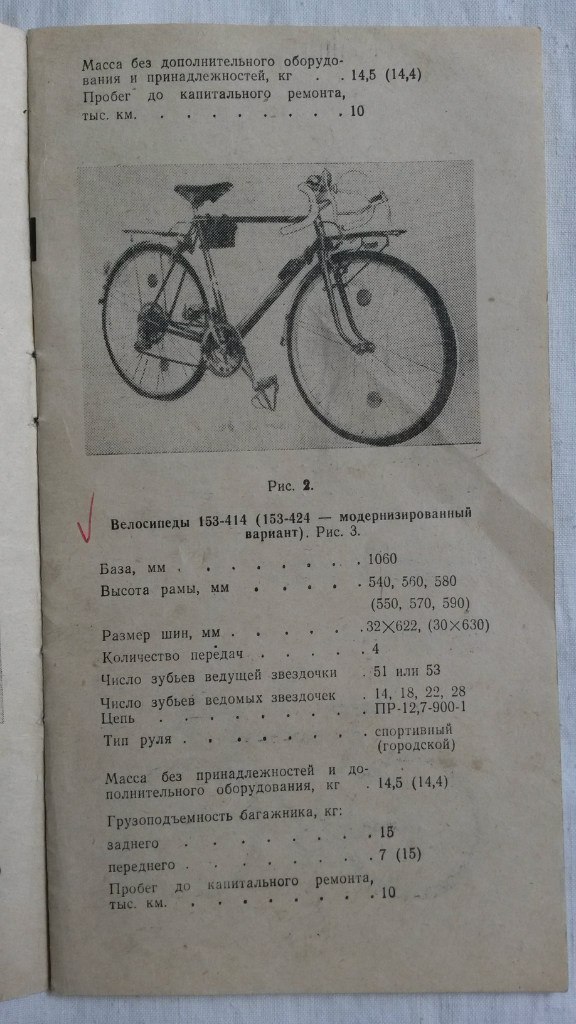 Масса без дополнительного оборудо-
вания и принадлежностей, кг . . 14,5 (14,4)
Пробег до капитального ремонта,
тыс. км. . . . . . . . . 10
Рис. 2.
Велосипеды 153-414 (153-424 — модернизированный
вариант). Рис. 3.
База, мм . . . . . . . . 1060
Высота рамы, мм . . . . . 540, 560, 580
(550, 570, 590)
Размер шин, мм . . . . . . 32×622, (30×630)
Количество передач . . . . . 4
Число зубьев ведущей звездочки . 51 или 53
Число зубьев ведомых звездочек . 14, 18, 22, 28
Цепь . . . . . . . . . ПР-12,7-900-1
Тип руля . . . . . . . . спортивный
(городской)
Масса без принадлежностей и до-
полнительного оборудования, кг . 14,5 (14,4)
Грузоподъемность багажника, кг:
заднего . . . . . . . . 15
переднего . . . . . . . . 7 (15)
Пробег до капитального ремонта,
тыс. км. . . . . . . . . 10